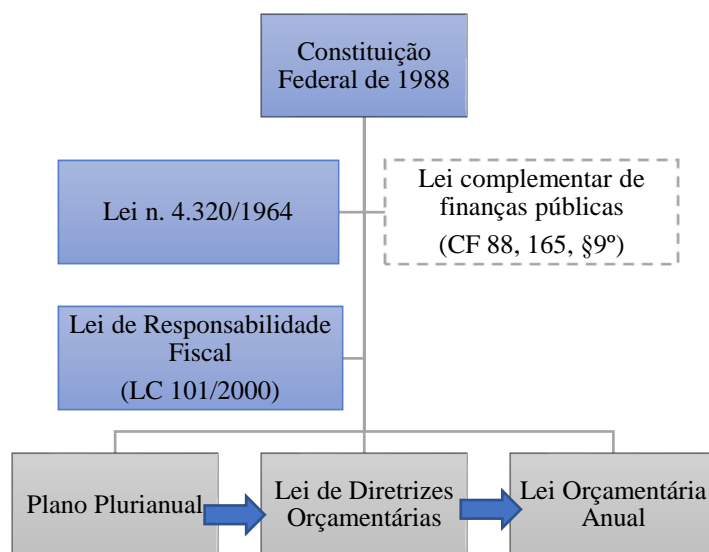 Constituição
Federal de 1988
Lei n. 4.320/1964
Lei complementar de
finanças públicas
(CF 88, 165, §9º)
Lei de Responsabilidade
Fiscal
(LC 101/2000)
Plano Plurianual
Lei de Diretrizes
Orçamentárias
Lei Orçamentária
Anual